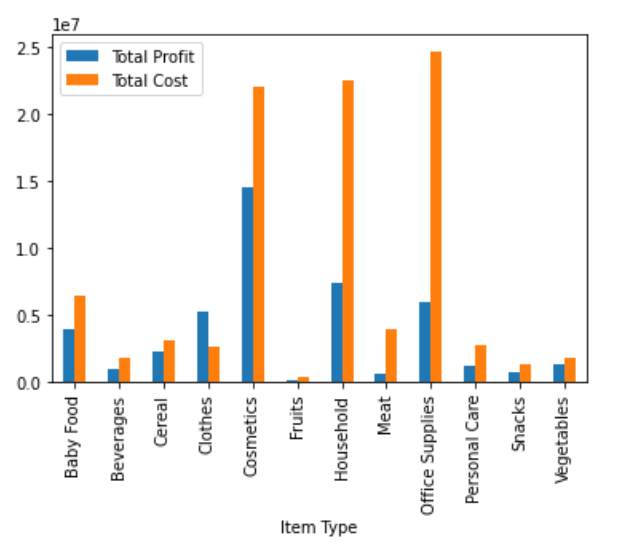 1e7
Total Profit
Total Cost
2.5
2.0
1.5
1.0
0.5
0.0
Baby Food
Beverages
Cereal
Clothes
Cosmetics
Fruits
Household
Meat
Office Supplies
Personal Care
Snacks
Vegetables
Item Type